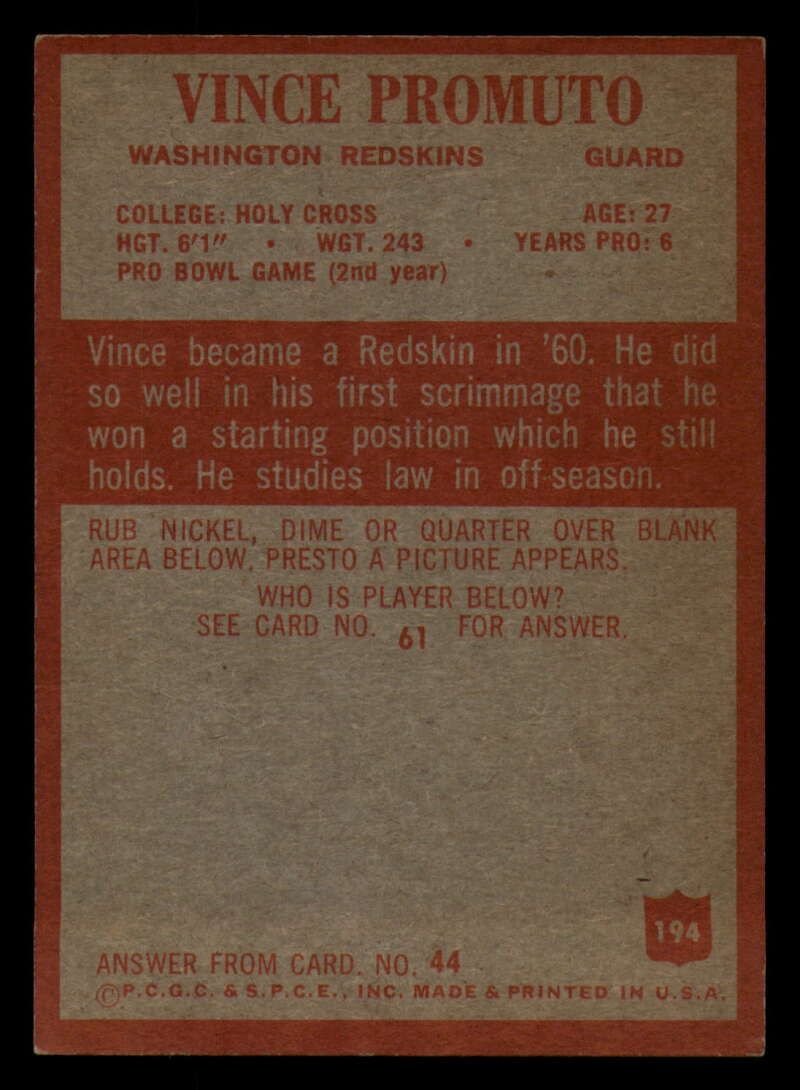 VINCE PROMUTO
WASHINGTON REDSKINS GUARD
COLLEGE: HOLY CROSS AGE: 27
HGT. 6'1" • WGT. 243 • YEARS PRO: 6
PRO BOWL GAME (2nd year)
Vince became a Redskin in '60. He did
so well in his first scrimmage that he
won a starting position which he still
holds. He studies law in off-season.
RUB NICKEL, DIME OR QUARTER OVER BLANK
AREA BELOW. PRESTO A PICTURE APPEARS.
WHO IS PLAYER BELOW?
SEE CARD NO. 61 FOR ANSWER.
194
ANSWER FROM CARD. NO. 44
©P.C.G.C. & S.P.C.E., INC. MADE & PRINTED IN U.S.A.